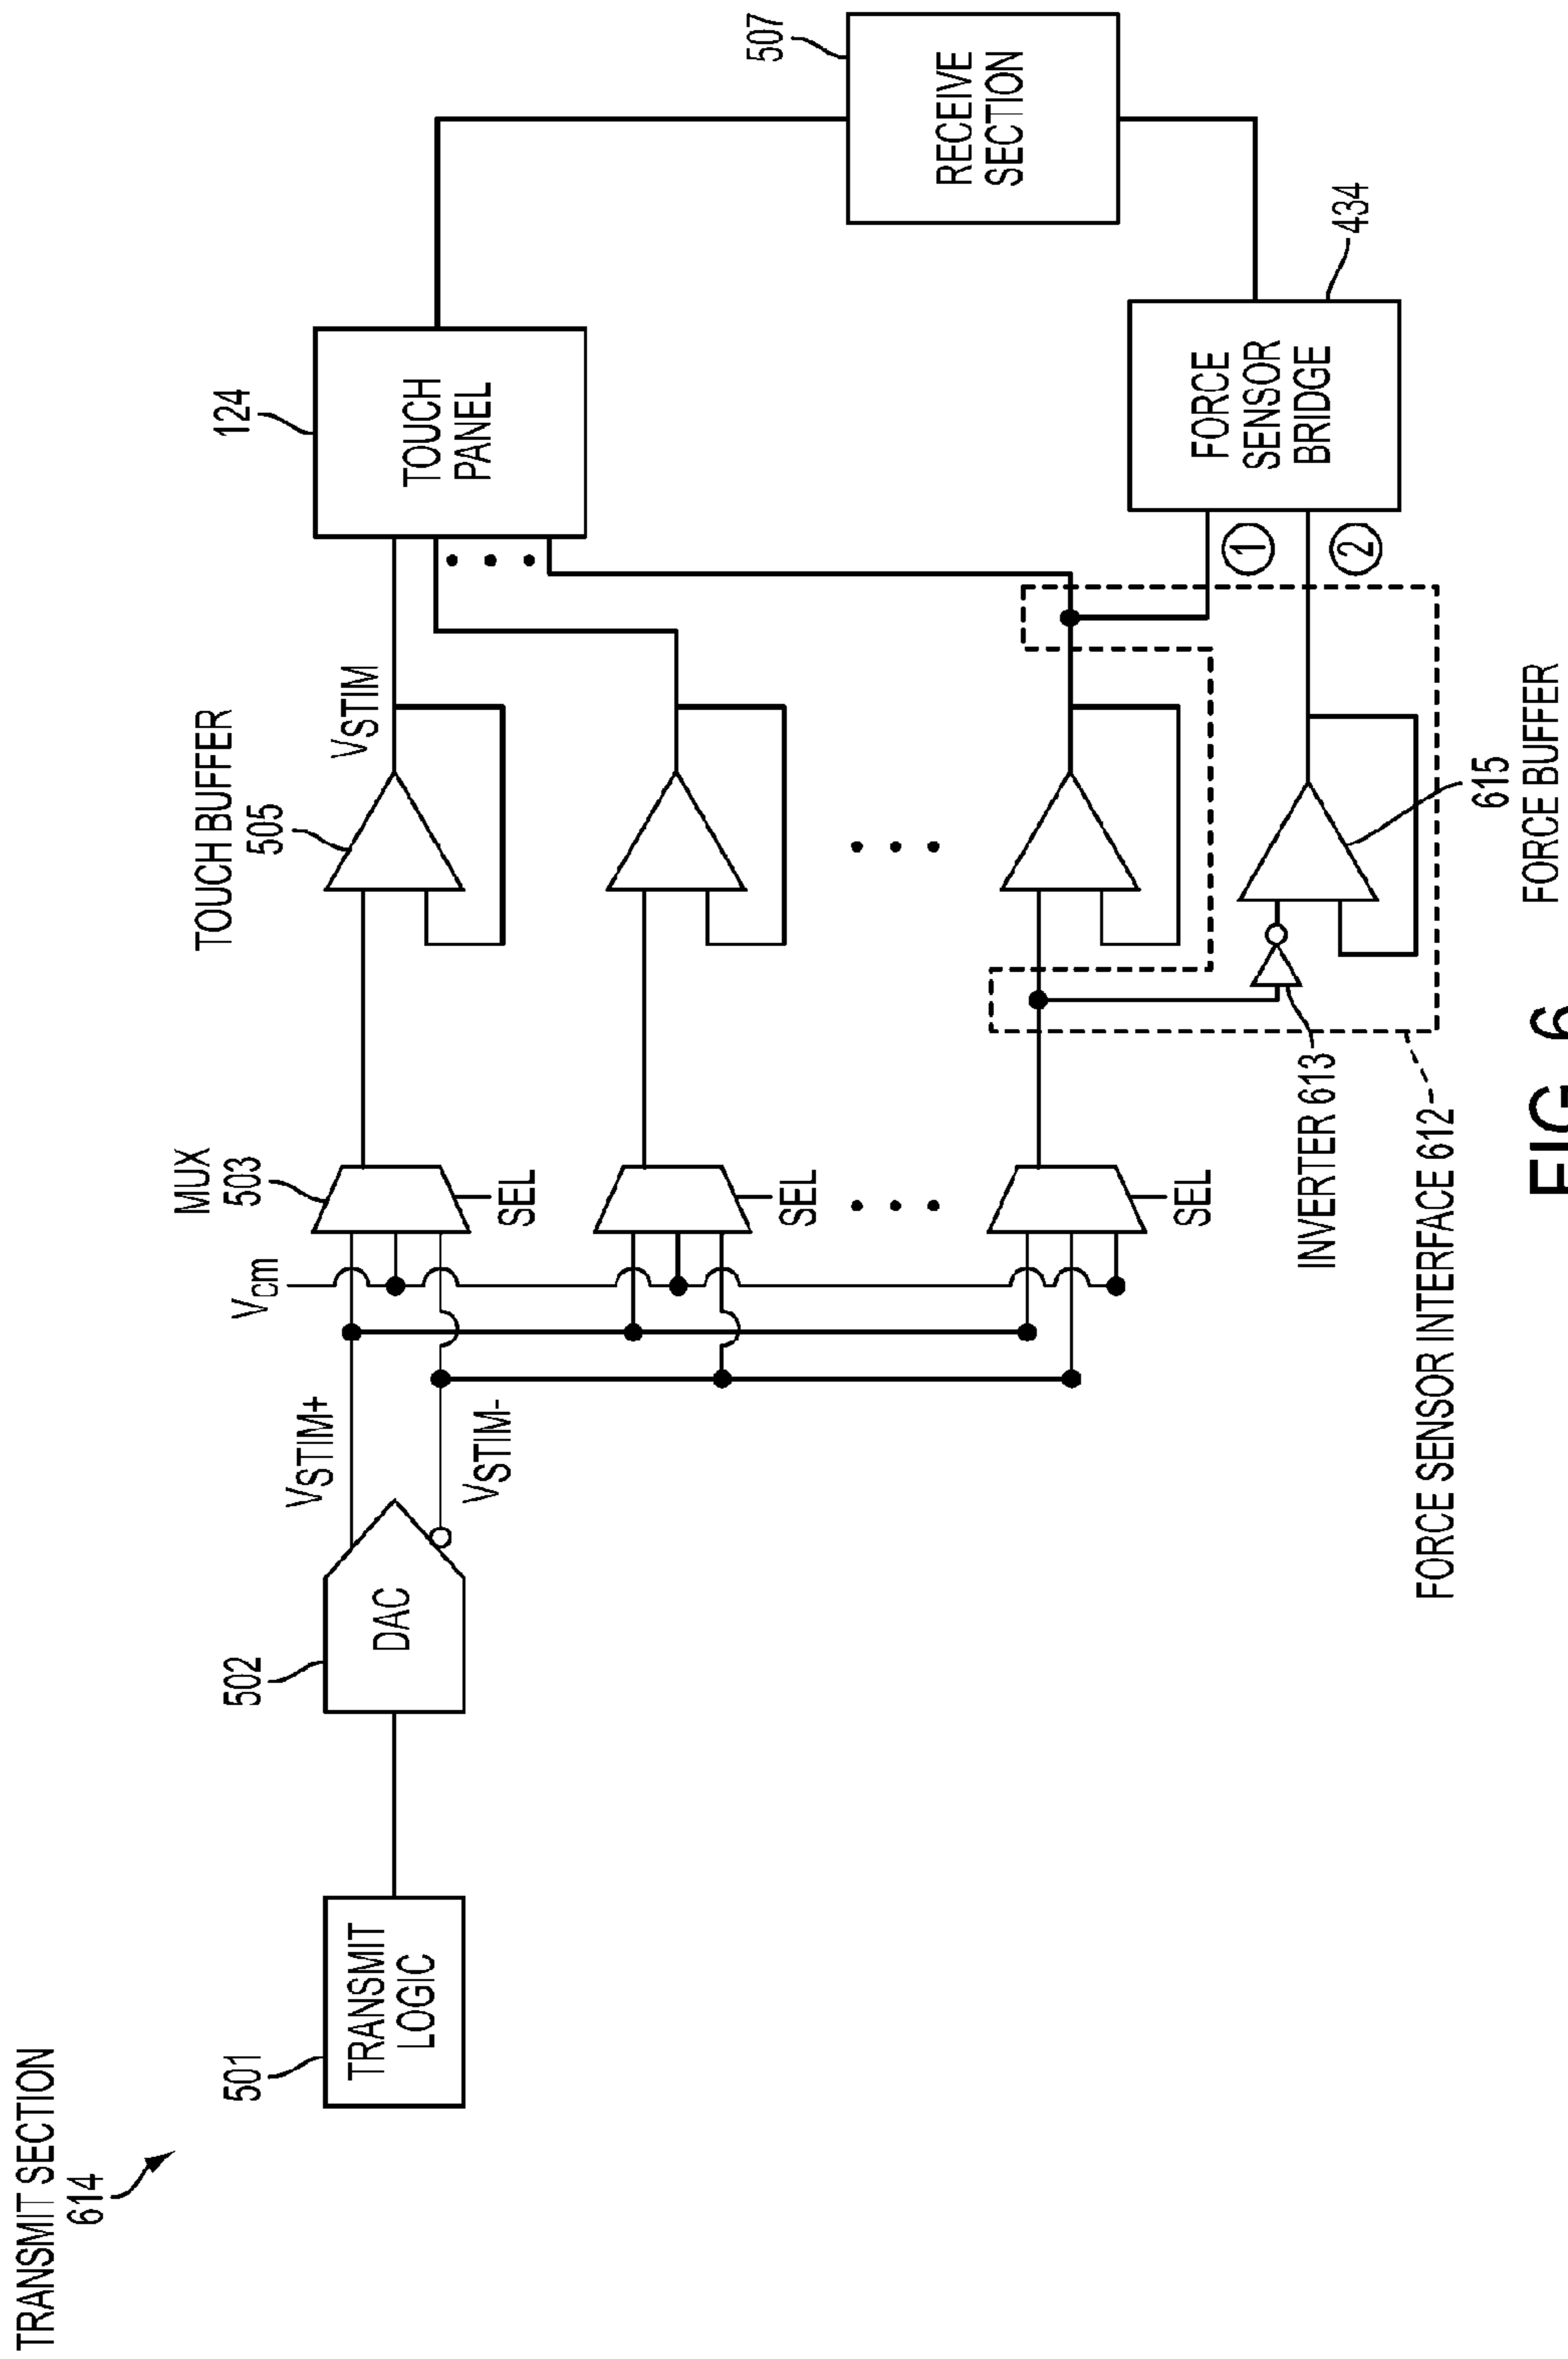 TRANSMIT SECTION
614
501
TRANSMIT
LOGIC
502
DAC
VSTIM+
VSTIM-
Vcm
MUX
503
SEL
SEL
SEL
TOUCH BUFFER
505
VSTIM
124
TOUCH
PANEL
507
RECEIVE
SECTION
434
FORCE
SENSOR
BRIDGE
1
2
INVERTER 613
FORCE SENSOR INTERFACE 612
615
FORCE BUFFER
FIG. 6